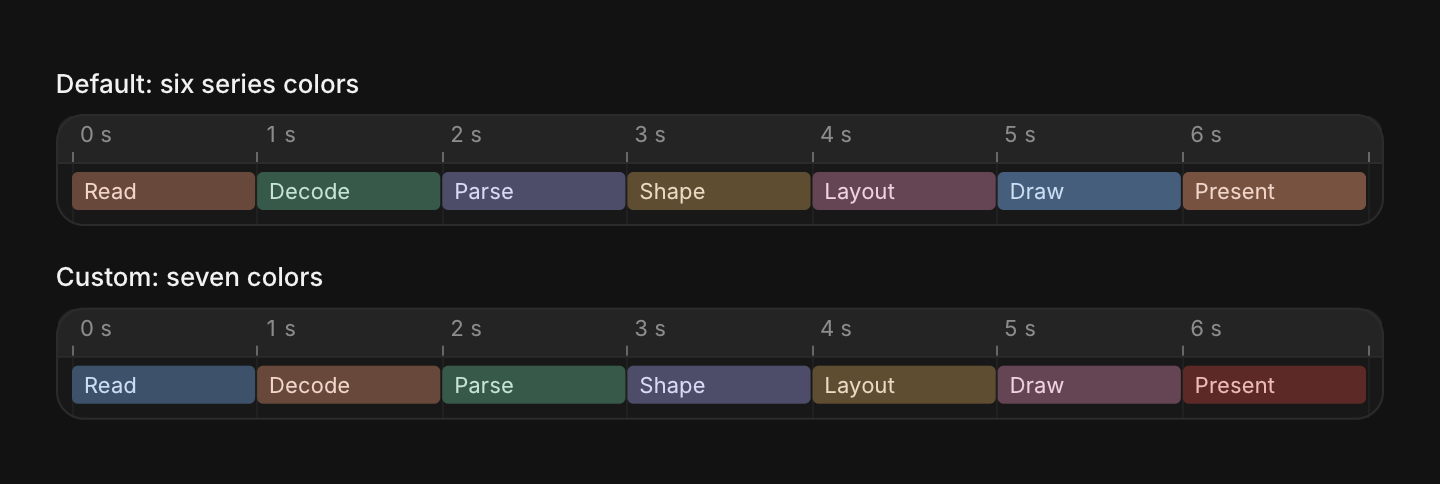 Default: six series colors
0 s 1 s 2 s 3 s 4 s 5 s 6 s
Read Decode Parse Shape Layout Draw Present
Custom: seven colors
0 s 1 s 2 s 3 s 4 s 5 s 6 s
Read Decode Parse Shape Layout Draw Present